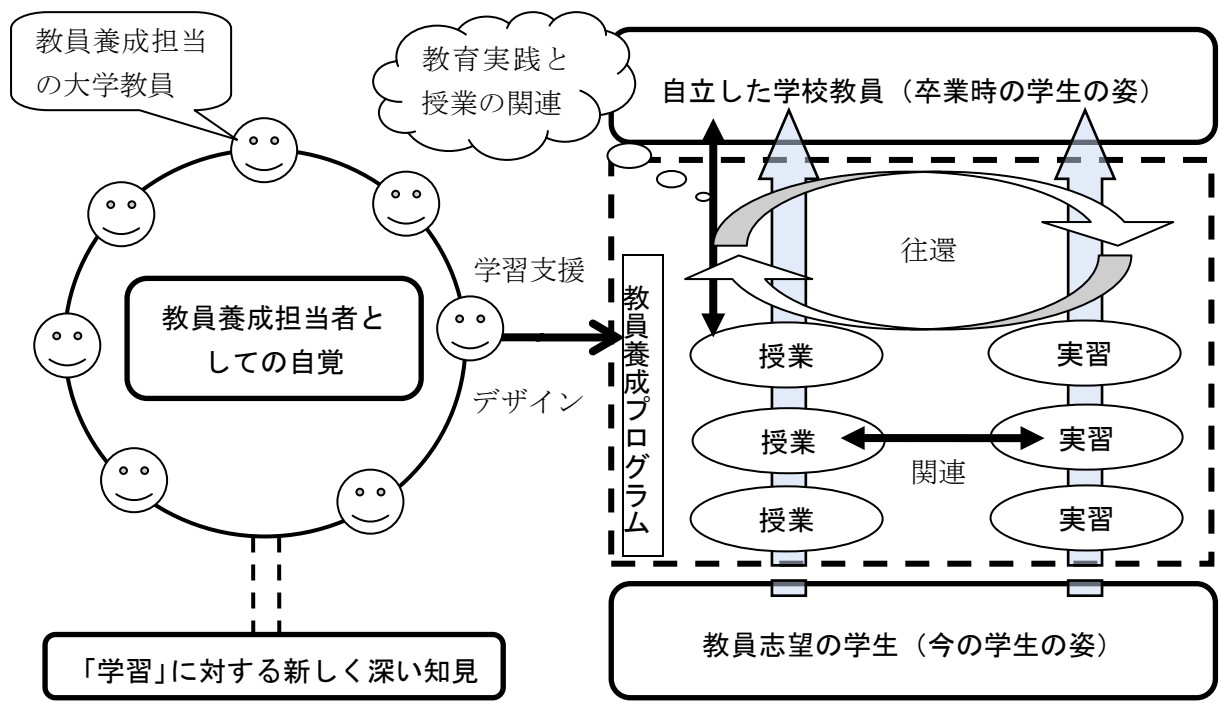 教員養成担当
の大学教員
教育実践と
授業の関連
自立した学校教員（卒業時の学生の姿）
往還
学習支援
教員養成担当者と
しての自覚
デザイン
教員養成プログラム
授業
実習
授業
実習
関連
授業
実習
「学習」に対する新しく深い知見
教員志望の学生（今の学生の姿）